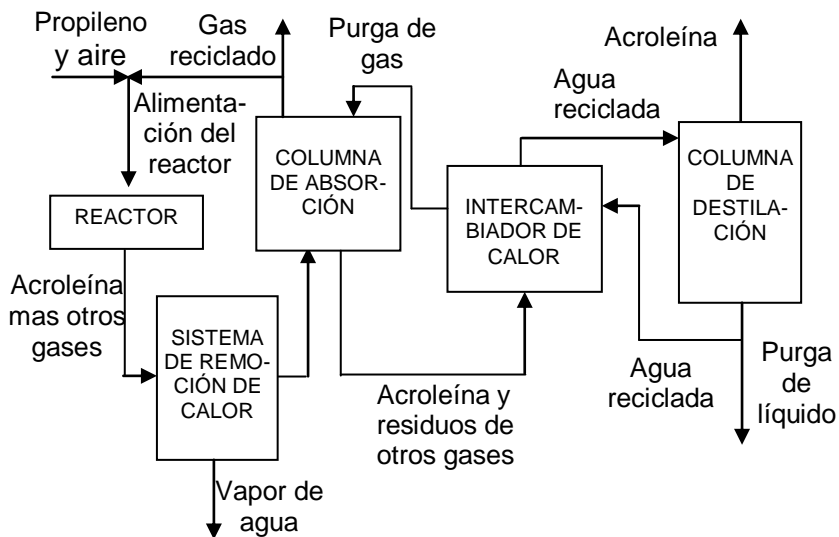 Propileno
y aire
Gas
reciclado
Purga de
gas
Acroleína
Alimenta-
ción del
reactor
Agua
reciclada
COLUMNA
DE ABSOR-
CIÓN
COLUMNA
DE
DESTILA-
CIÓN
REACTOR
INTERCAM-
BIADOR DE
CALOR
Acroleína
mas otros
gases
SISTEMA
DE REMO-
CIÓN DE
CALOR
Acroleína y
residuos de
otros gases
Agua
reciclada
Purga
de
líquido
Vapor de
agua